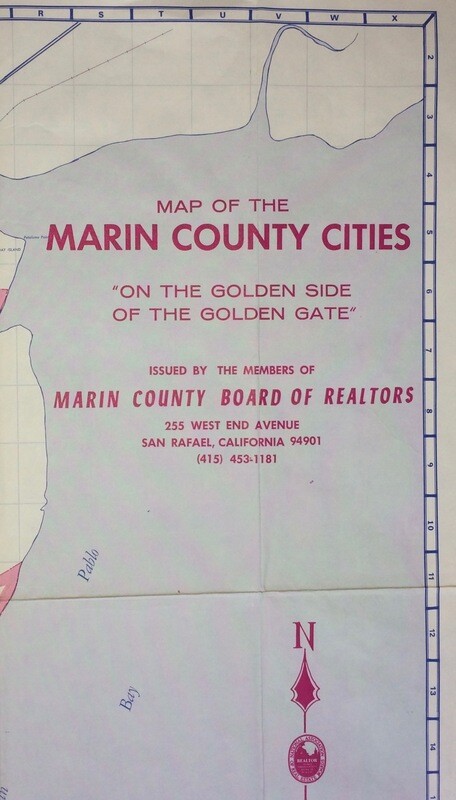 R S T U V W X
2
3
4
MAP OF THE
MARIN COUNTY CITIES
5
"ON THE GOLDEN SIDE
OF THE GOLDEN GATE"
6
7
ISSUED BY THE MEMBERS OF
MARIN COUNTY BOARD OF REALTORS
8
255 WEST END AVENUE
SAN RAFAEL, CALIFORNIA 94901
(415) 453-1181
9
10
Pablo
11
N
12
Bay
13
REALTOR
14